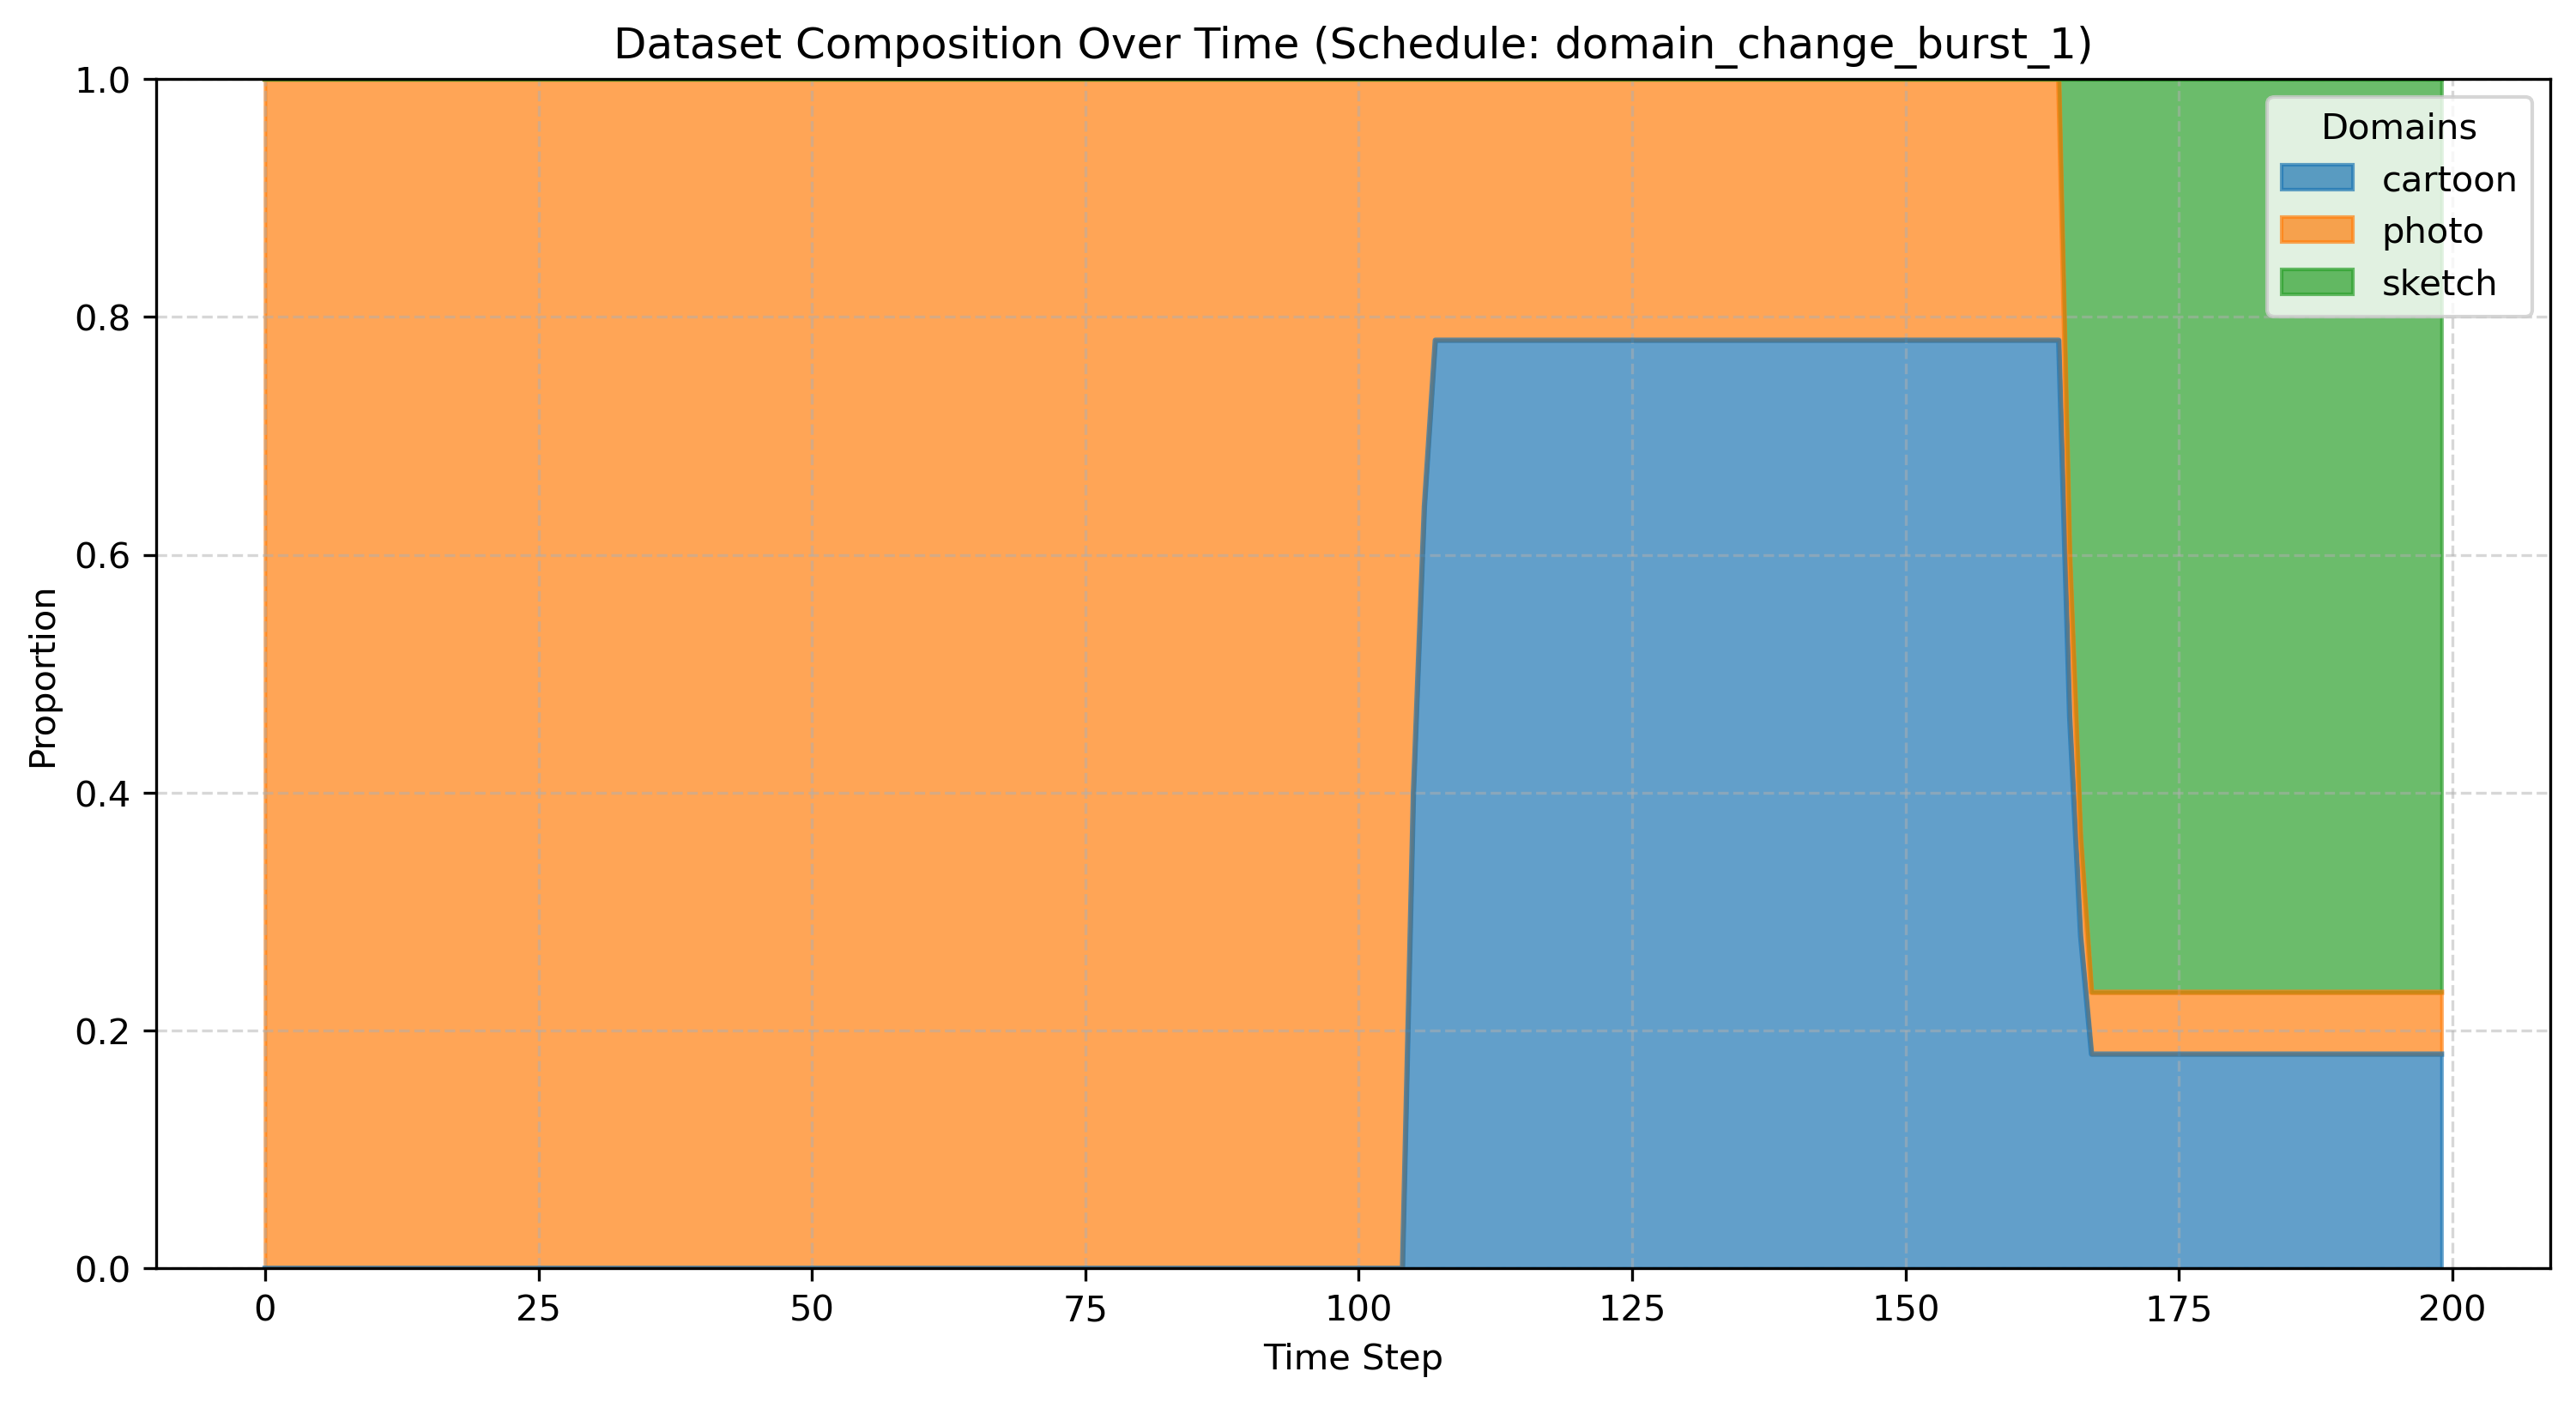 Dataset Composition Over Time (Schedule: domain_change_burst_1)
1.0
0.8
0.6
0.4
0.2
0.0
Proportion
Domains
cartoon
photo
sketch
0 25 50 75 100 125 150 175 200
Time Step